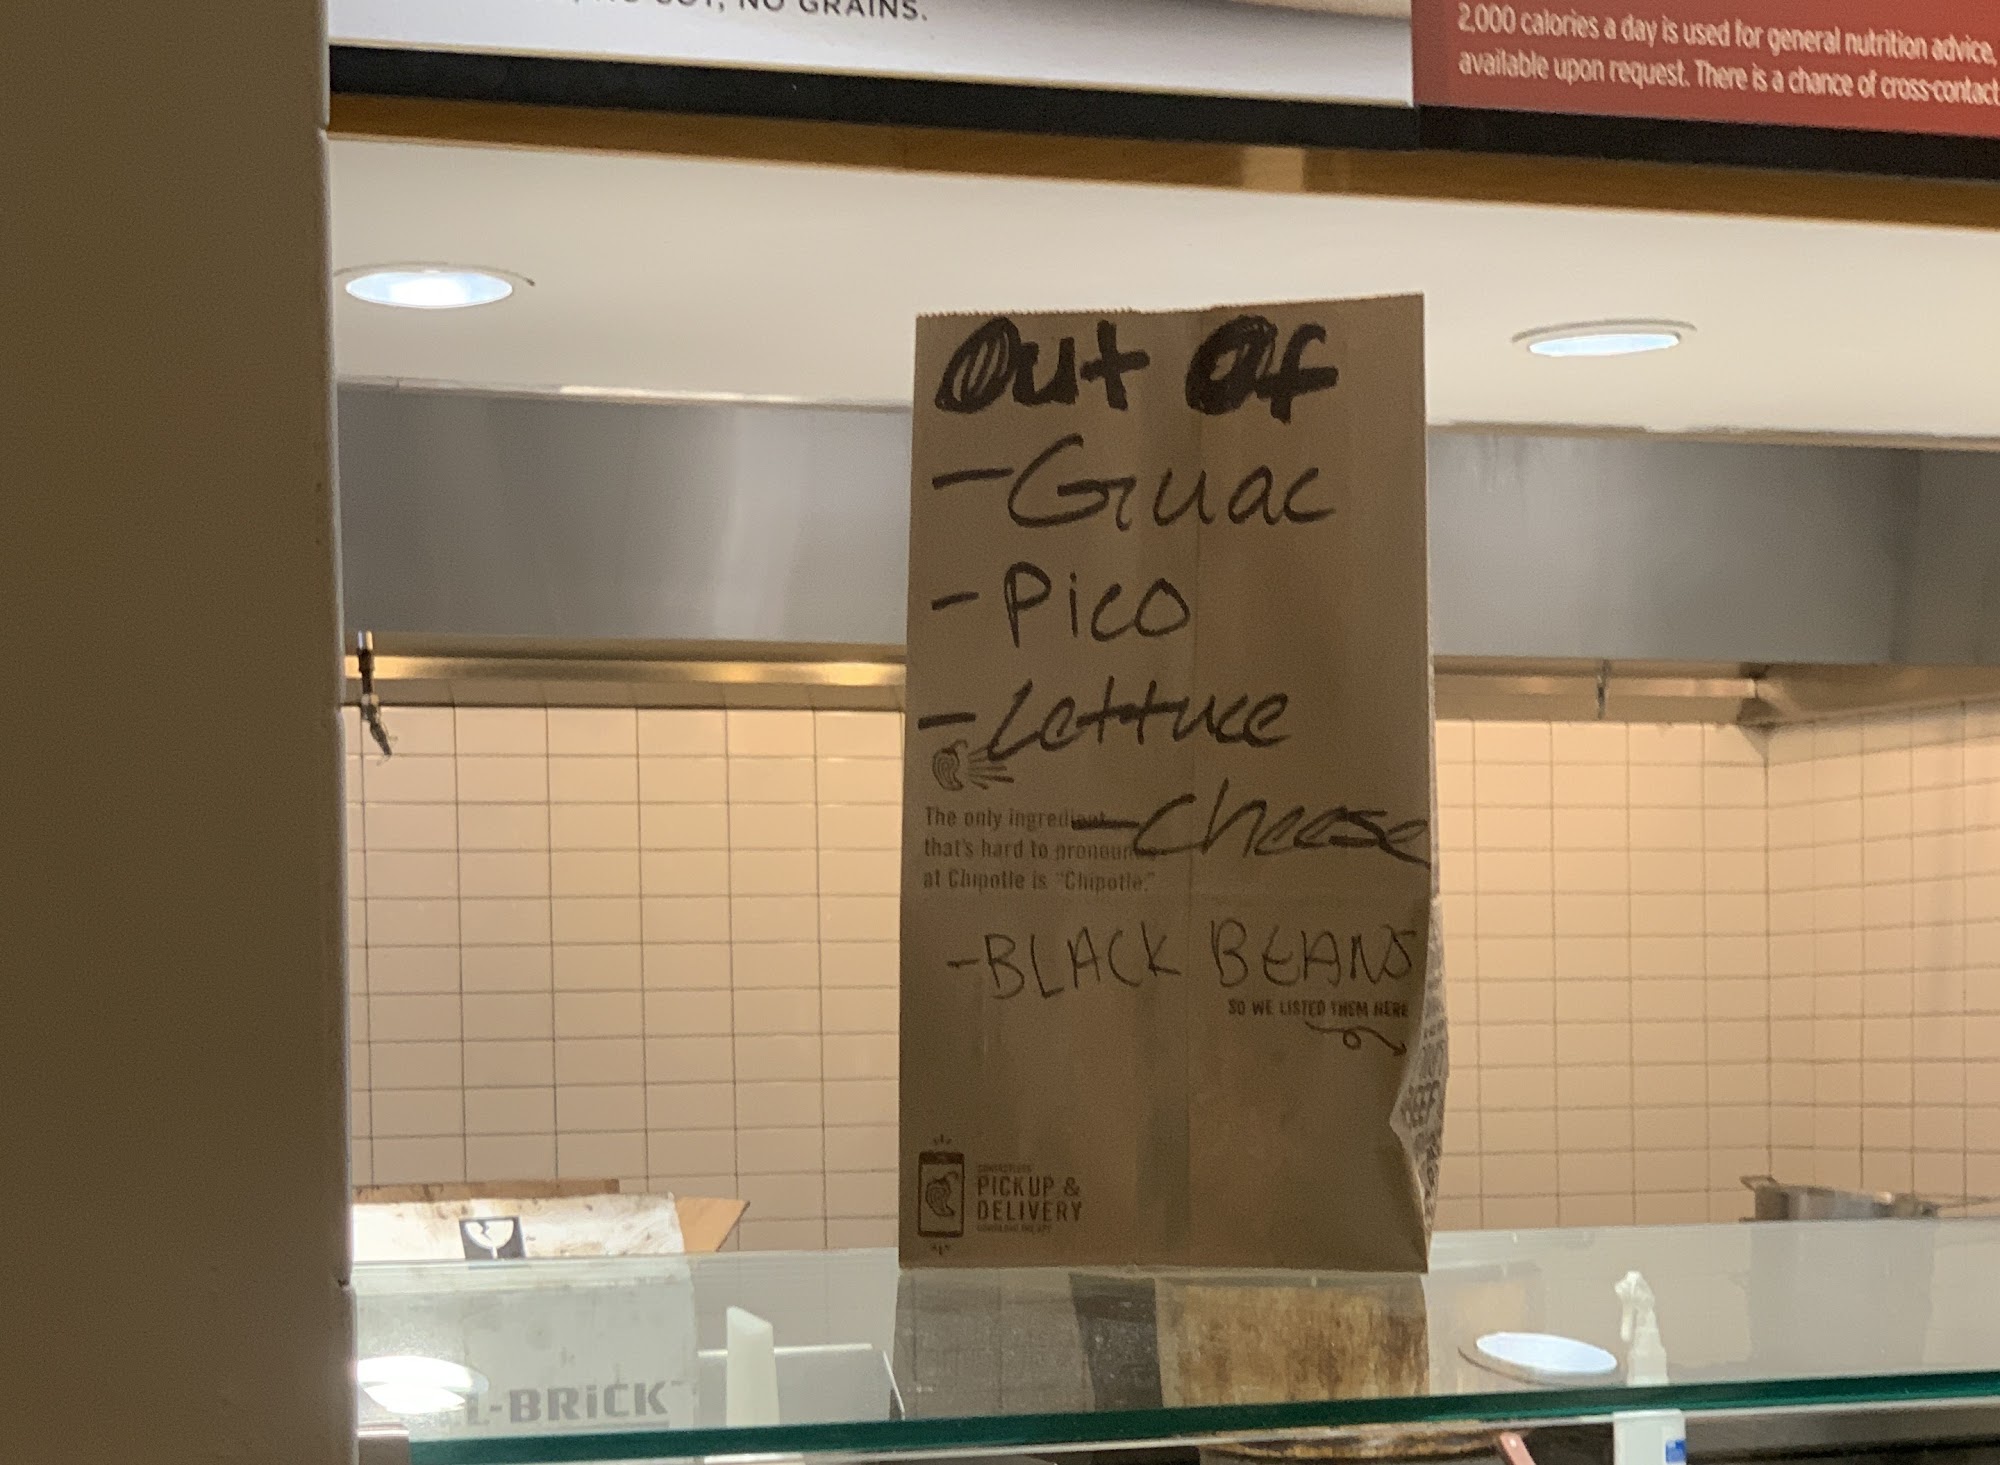 NO GRAINS.
2,000 calories a day is used for general nutrition advice,
available upon request. There is a chance of cross-contact
Out Of
- Guac
- Pico
- Lettuce
- Cheese
The only ingredient
that's hard to pronounce
at Chipotle is "Chipotle."
- BLACK BEANS
SO WE LISTED THEM HERE
PICKUP &
DELIVERY
L-BRiCK™